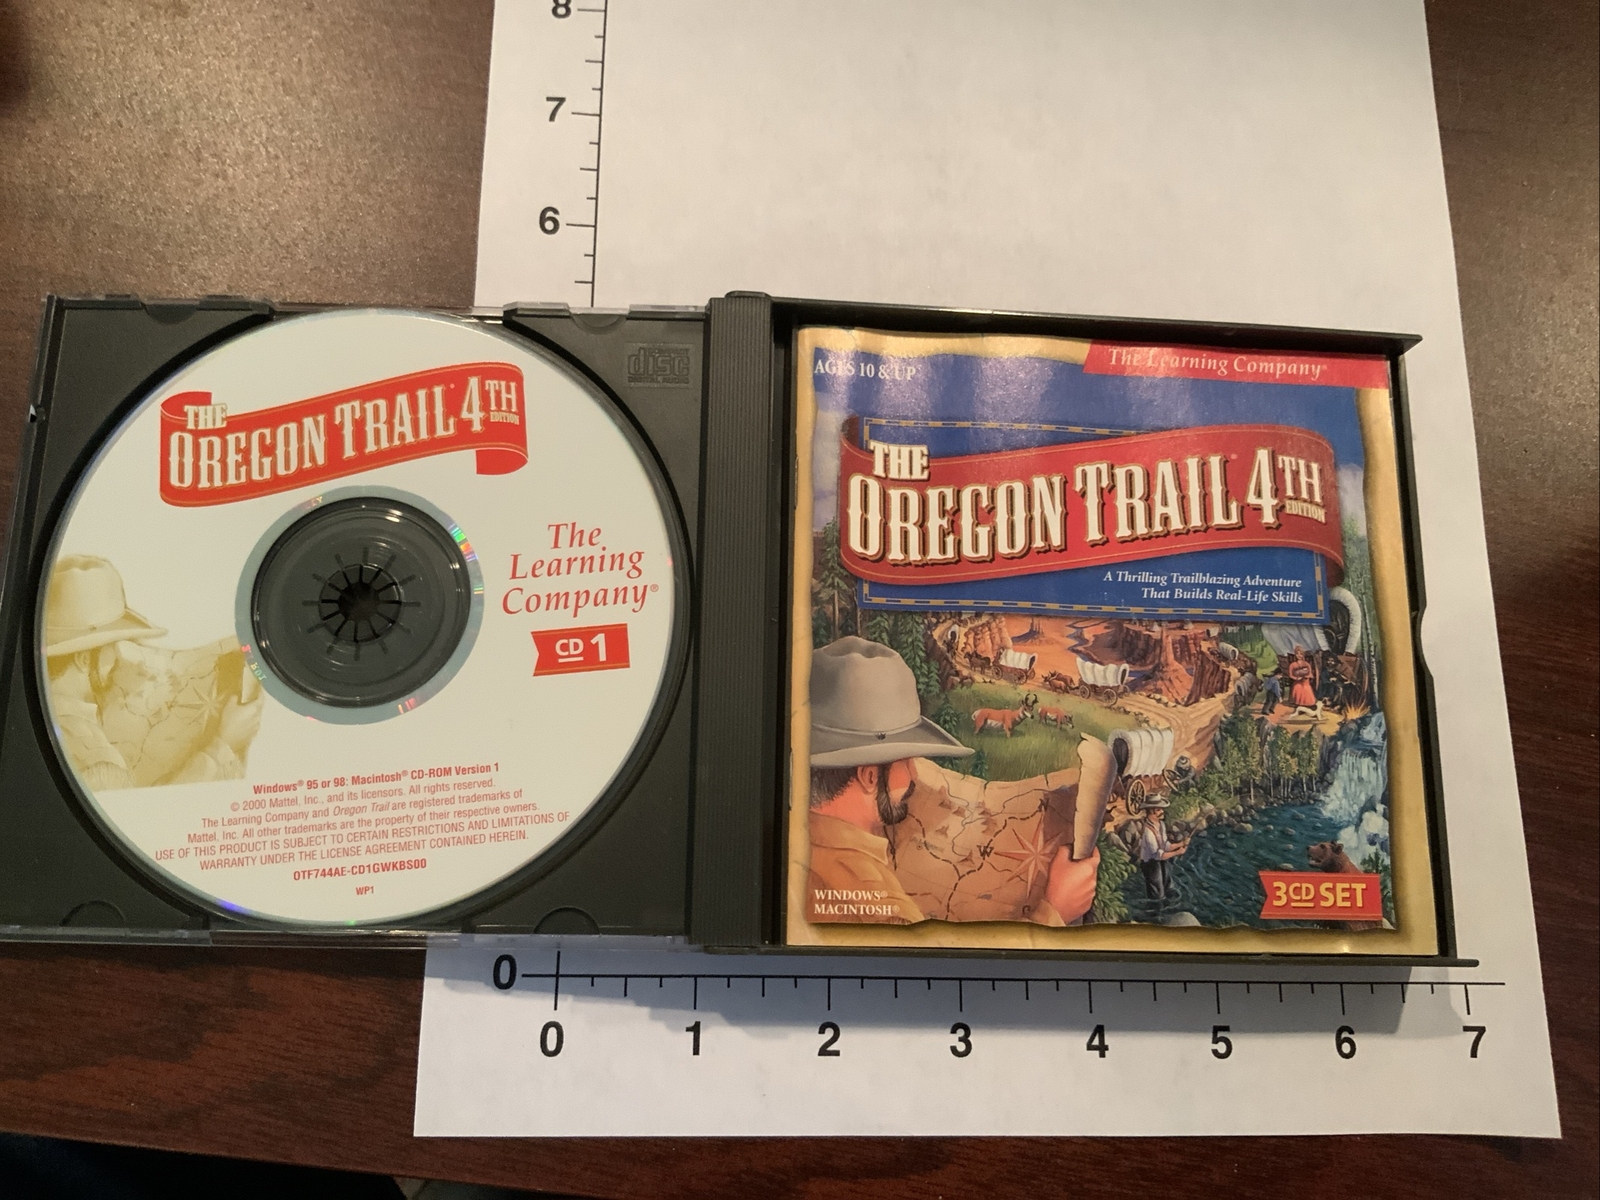 8
7
6
disc
DIGITAL AUDIO
THE
OREGON TRAIL® 4TH
EDITION
The
Learning
Company®
CD 1
Windows® 95 or 98: Macintosh® CD-ROM Version 1
© 2000 Mattel, Inc., and its licensors. All rights reserved.
The Learning Company and Oregon Trail are registered trademarks of
Mattel, Inc. All other trademarks are the property of their respective owners.
USE OF THIS PRODUCT IS SUBJECT TO CERTAIN RESTRICTIONS AND LIMITATIONS OF
WARRANTY UNDER THE LICENSE AGREEMENT CONTAINED HEREIN.
OTF744AE-CD1GWKBS00
WP1
AGES 10 & UP
The Learning Company®
THE
OREGON TRAIL® 4TH
EDITION
A Thrilling Trailblazing Adventure
That Builds Real-Life Skills
W
WINDOWS®
MACINTOSH®
3CD SET
0
0 1 2 3 4 5 6 7